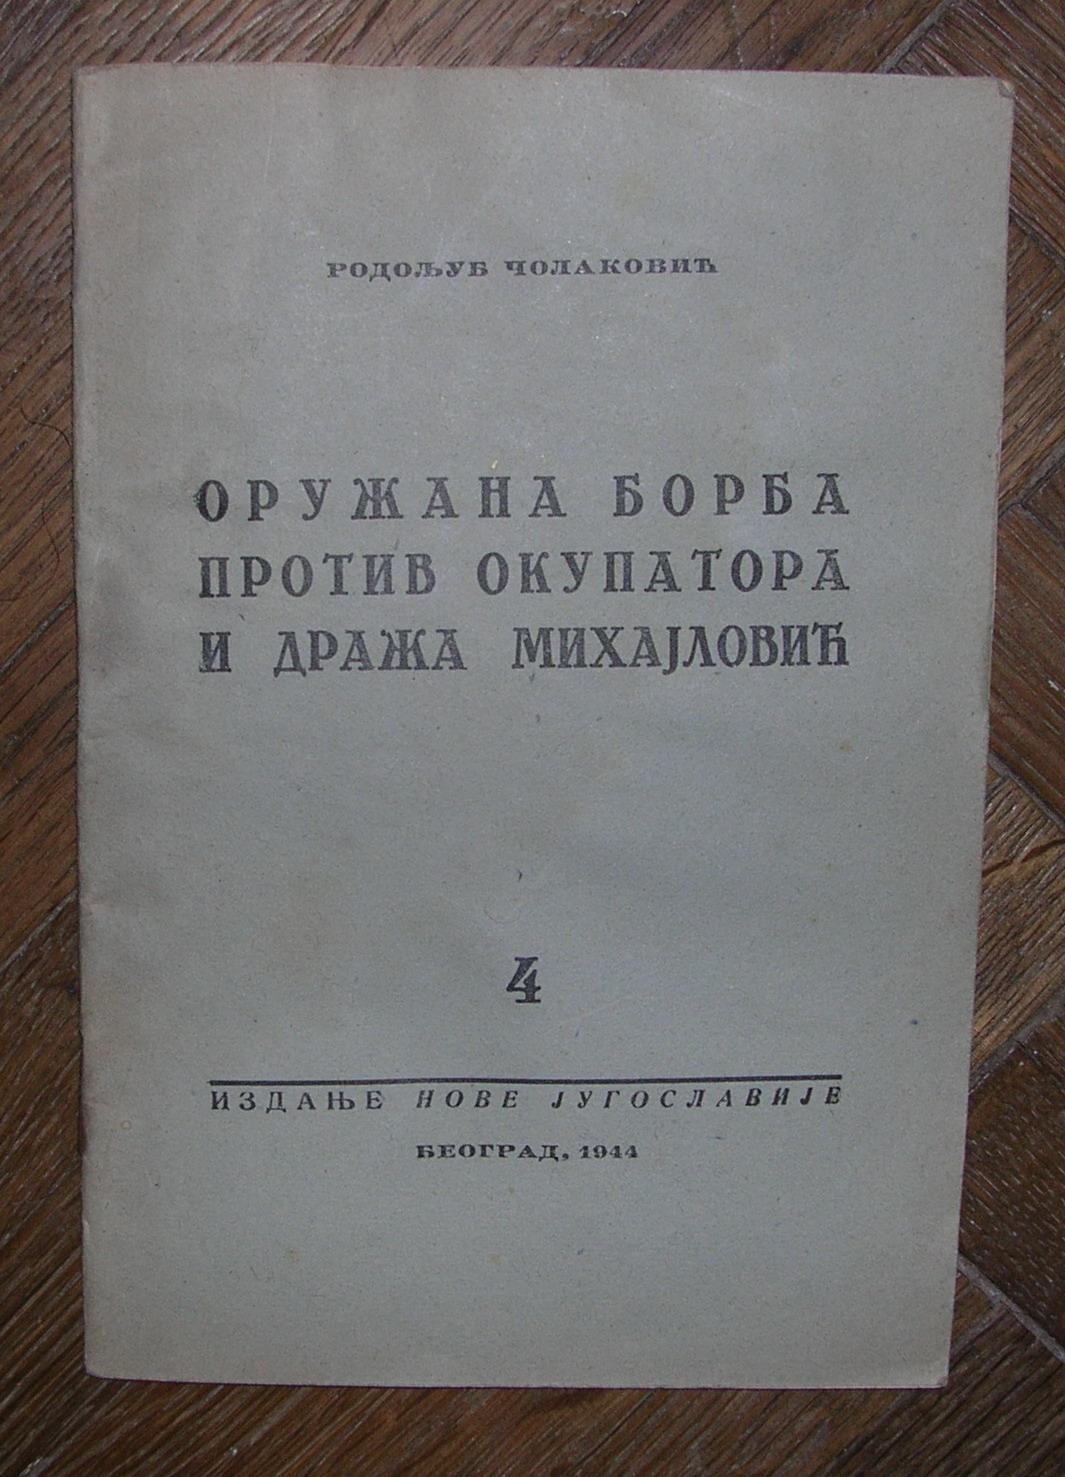 РОДОЉУБ ЧОЛАКОВИЋ
ОРУЖАНА БОРБА
ПРОТИВ ОКУПАТОРА
И ДРАЖА МИХАЈЛОВИЋ
4
ИЗДАЊЕ НОВЕ ЈУГОСЛАВИЈЕ
БЕОГРАД, 1944